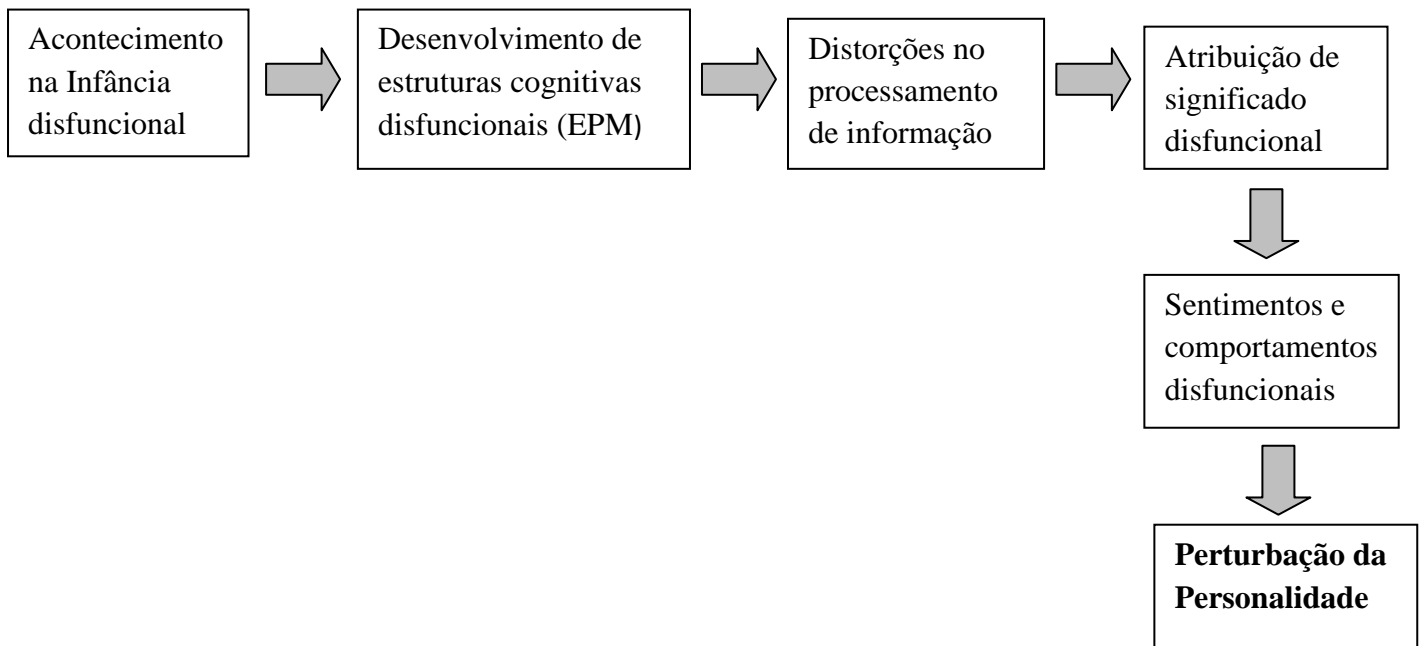 Acontecimento
na Infância
disfuncional
Desenvolvimento de
estruturas cognitivas
disfuncionais (EPM)
Distorções no
processamento
de informação
Atribuição de
significado
disfuncional
Sentimentos e
comportamentos
disfuncionais
Perturbação da
Personalidade